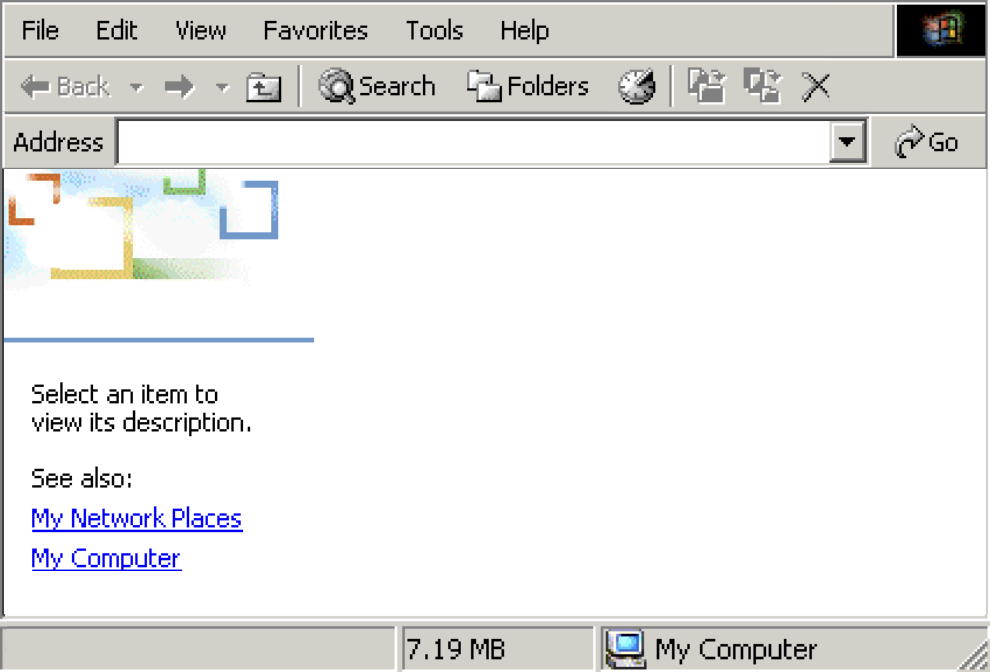 File Edit View Favorites Tools Help
Back Search Folders
Address Go
Select an item to
view its description.
See also:
My Network Places
My Computer
7.19 MB My Computer